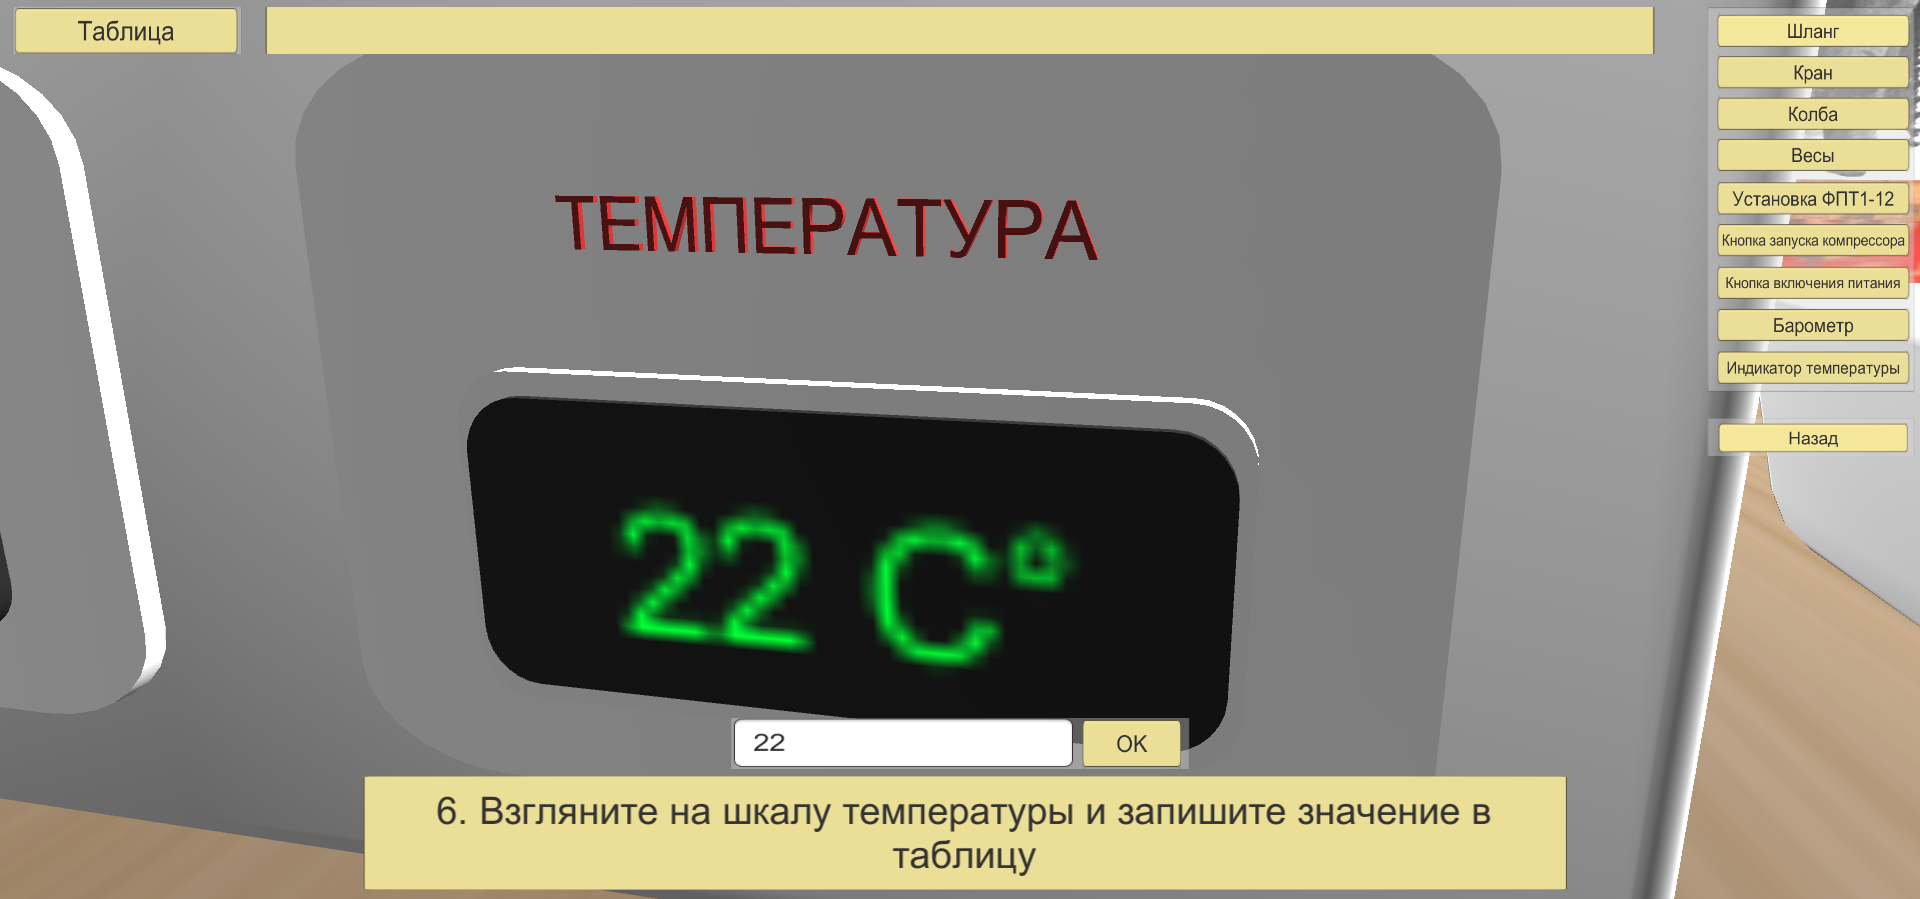 Таблица
Шланг
Кран
Колба
Весы
Установка ФПТ1-12
Кнопка запуска компрессора
Кнопка включения питания
Барометр
Индикатор температуры
Назад
ТЕМПЕРАТУРА
22 C°
22
OK
6. Взгляните на шкалу температуры и запишите значение в
таблицу